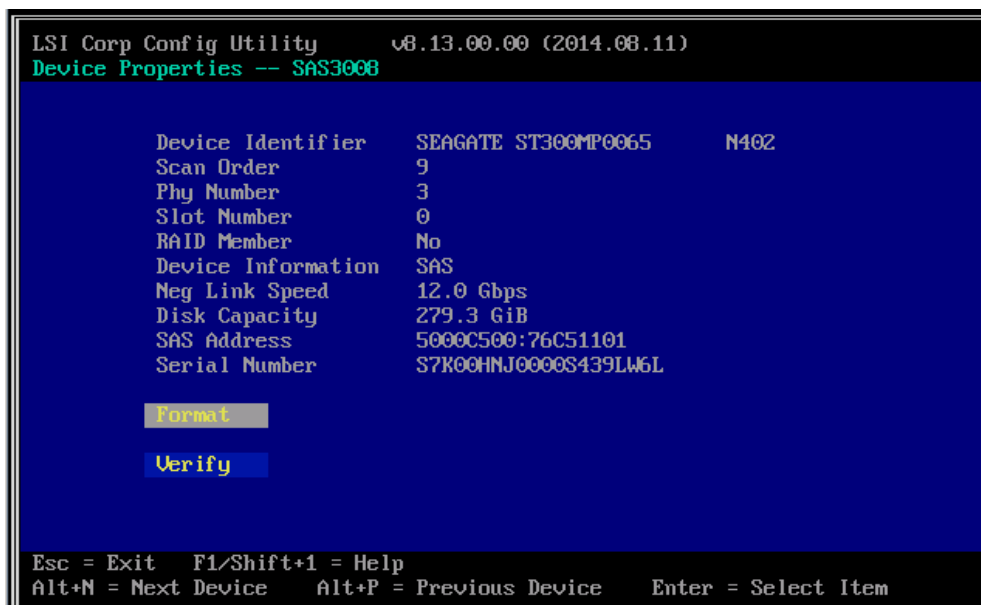 LSI Corp Config Utility v8.13.00.00 (2014.08.11)
Device Properties -- SAS3008
Device Identifier SEAGATE ST300MP0065 N402
Scan Order 9
Phy Number 3
Slot Number 0
RAID Member No
Device Information SAS
Neg Link Speed 12.0 Gbps
Disk Capacity 279.3 GiB
SAS Address 5000C500:76C51101
Serial Number S7K00HNJ0000S439LW6L
Format
Verify
Esc = Exit F1/Shift+1 = Help
Alt+N = Next Device Alt+P = Previous Device Enter = Select Item